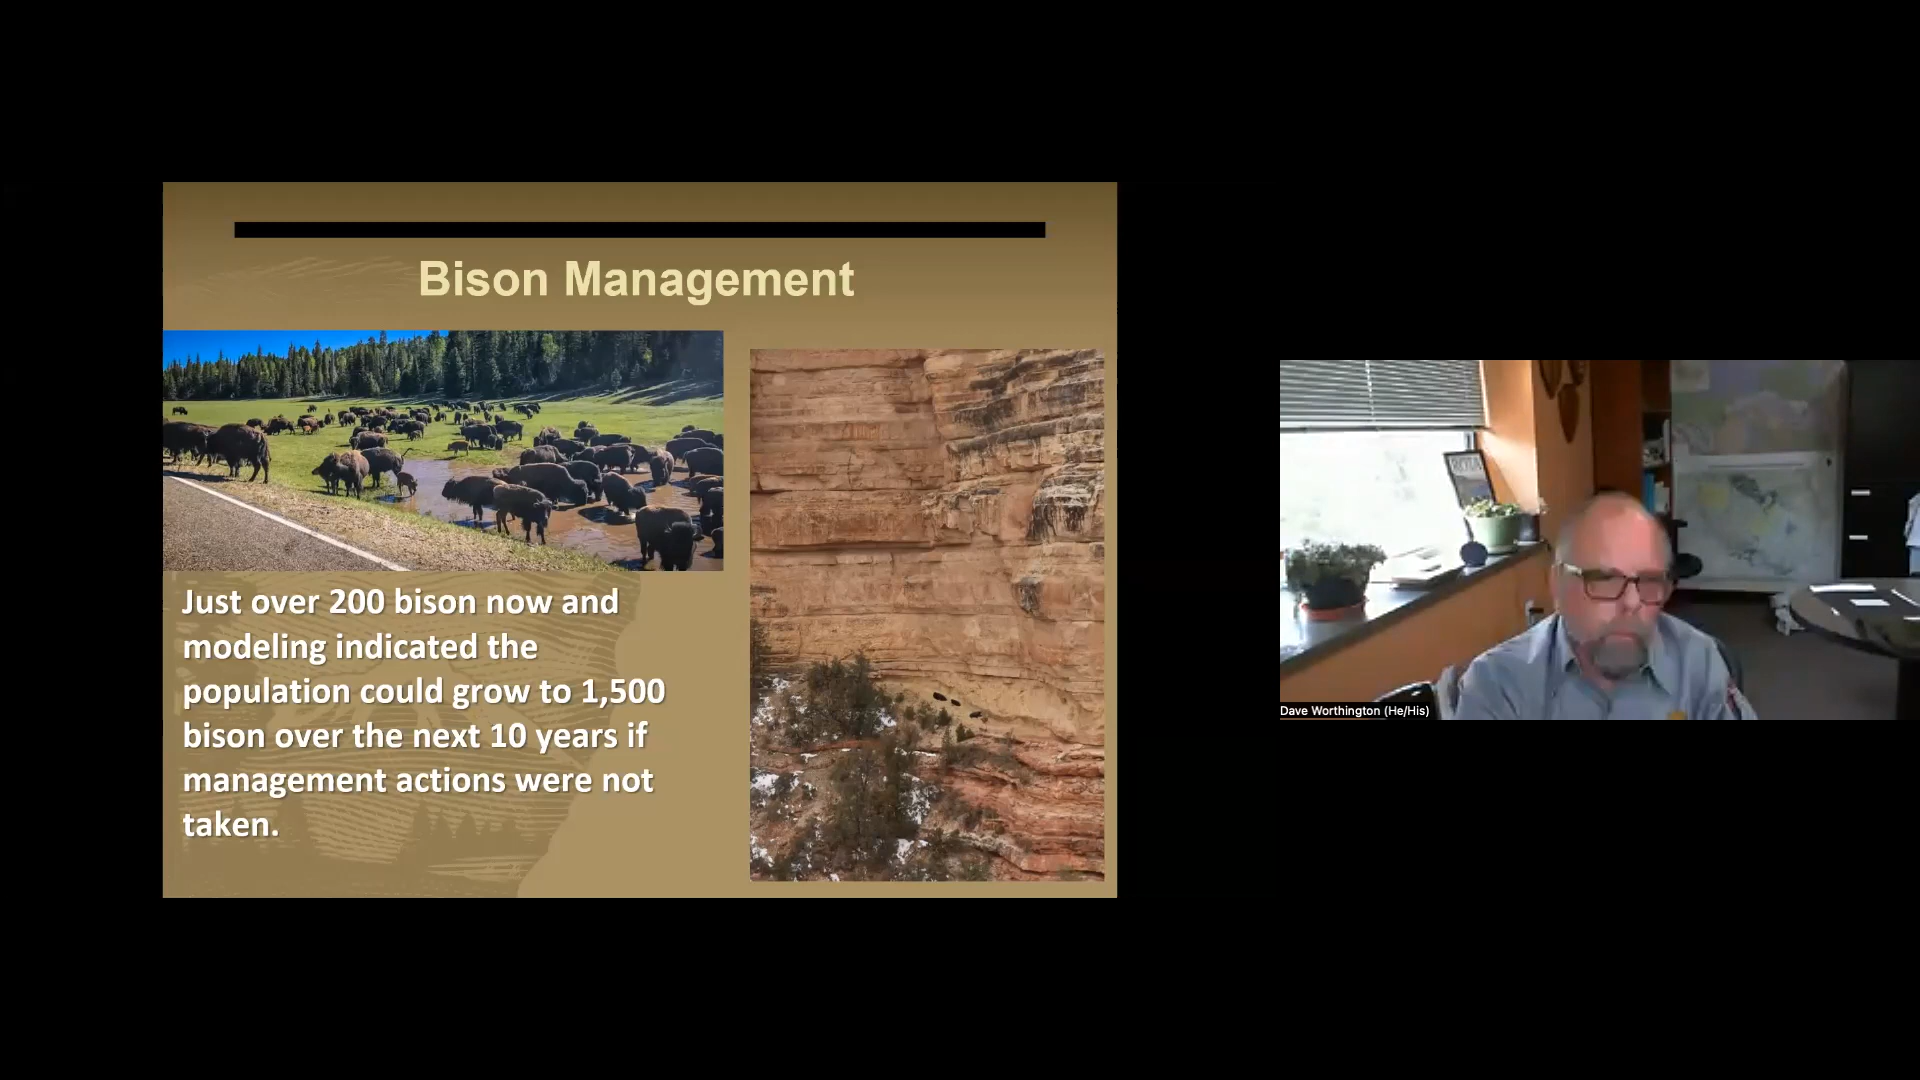 Bison Management
Just over 200 bison now and
modeling indicated the
population could grow to 1,500
bison over the next 10 years if
management actions were not
taken.
Dave Worthington (He/His)